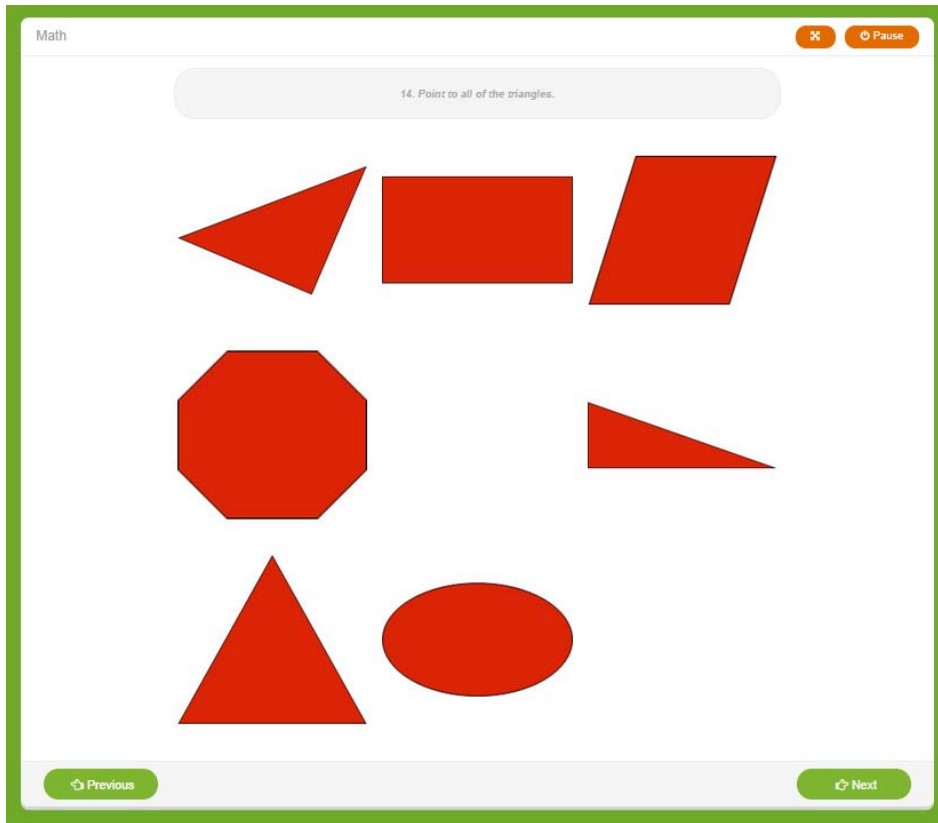 Math
Pause
14. Point to all of the triangles.
Previous
Next